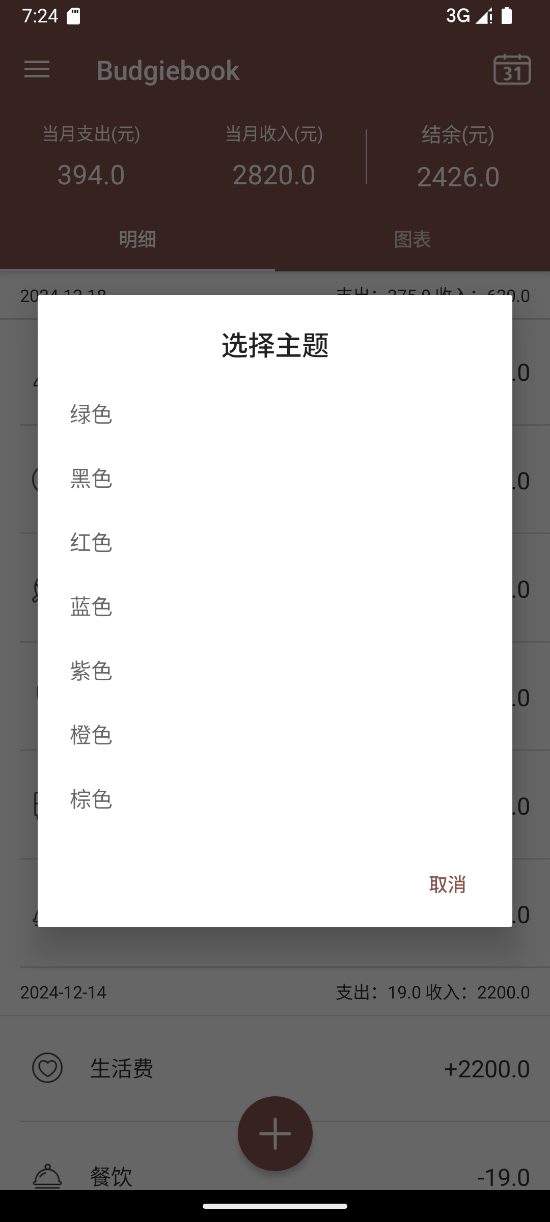 7:24 3G
Budgiebook 31
当月支出(元) 当月收入(元) 结余(元)
394.0 2820.0 2426.0
明细 图表
选择主题
绿色
黑色
红色
蓝色
紫色
橙色
棕色
取消
2024-12-14 支出：19.0 收入：2200.0
生活费 +2200.0
餐饮 -19.0